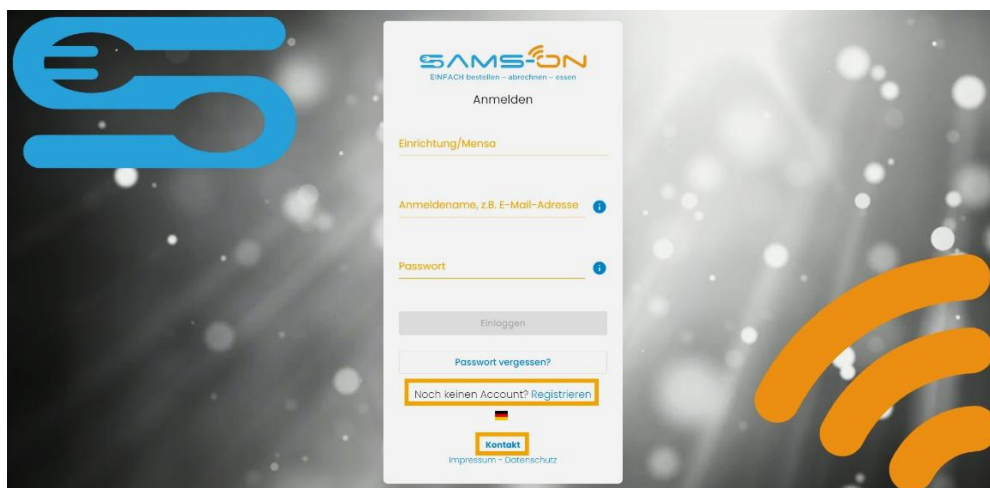 SAMS-ON
EINFACH bestellen – abrechnen – essen
Anmelden
Einrichtung/Mensa
Anmeldename, z.B. E-Mail-Adresse
Passwort
Einloggen
Passwort vergessen?
Noch keinen Account? Registrieren
Kontakt
Impressum - Datenschutz